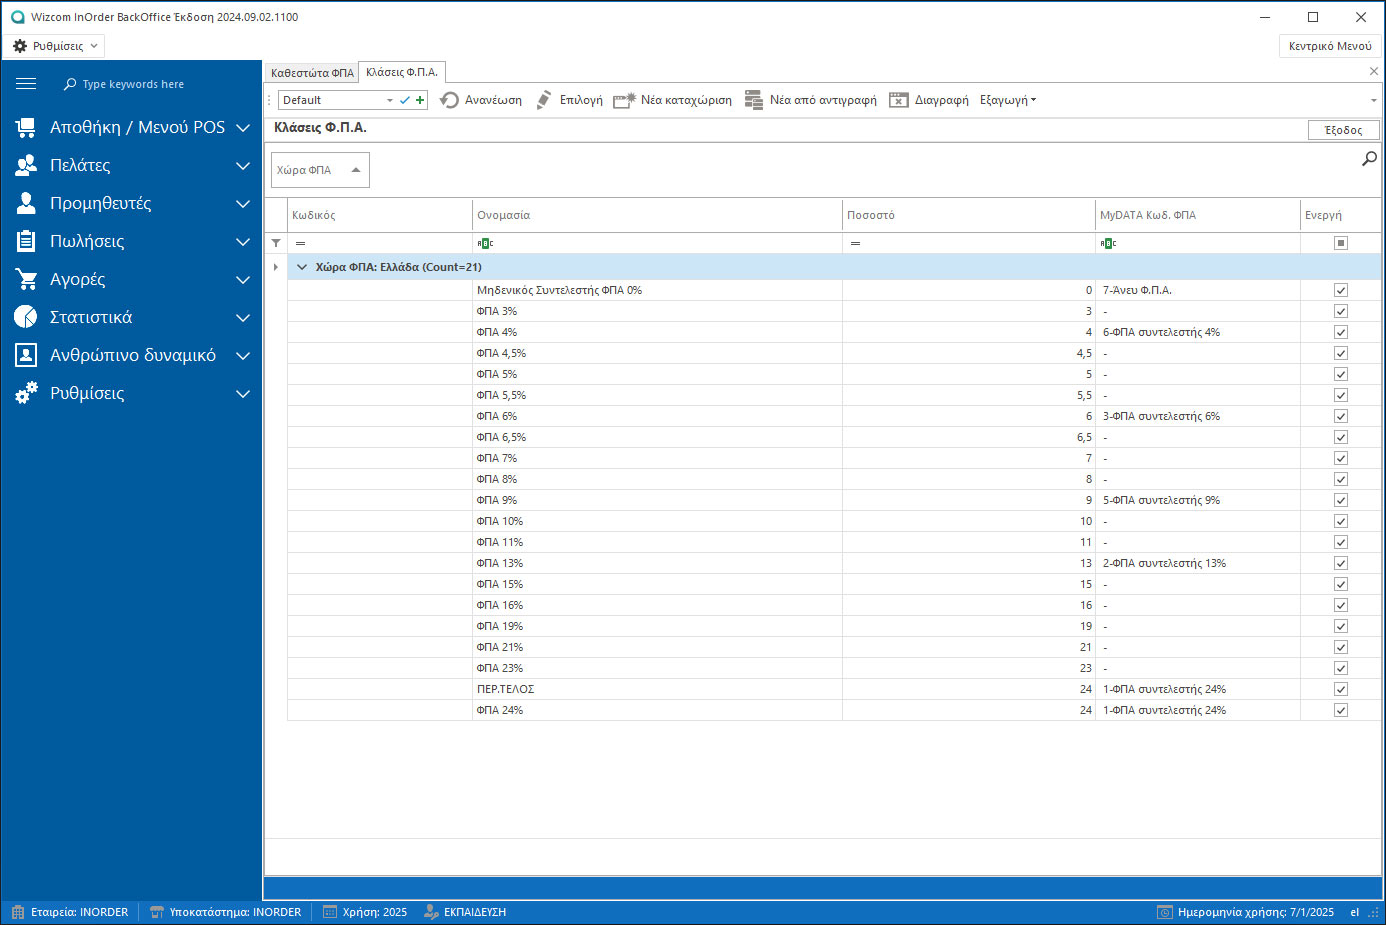 Wizcom InOrder BackOffice Έκδοση 2024.09.02.1100
Ρυθμίσεις
Κεντρικό Μενού
Type keywords here
Αποθήκη / Μενού POS
Πελάτες
Προμηθευτές
Πωλήσεις
Αγορές
Στατιστικά
Ανθρώπινο δυναμικό
Ρυθμίσεις
Καθεστώτα ΦΠΑ Κλάσεις Φ.Π.Α.
Default Ανανέωση Επιλογή Νέα καταχώριση Νέα από αντιγραφή Διαγραφή Εξαγωγή
Κλάσεις Φ.Π.Α. Έξοδος
Χώρα ΦΠΑ
Κωδικός Ονομασία Ποσοστό MyDATA Κωδ. ΦΠΑ Ενεργή
= ABC = ABC
Χώρα ΦΠΑ: Ελλάδα (Count=21)
Μηδενικός Συντελεστής ΦΠΑ 0% 0 7-Άνευ Φ.Π.Α.
ΦΠΑ 3% 3 -
ΦΠΑ 4% 4 6-ΦΠΑ συντελεστής 4%
ΦΠΑ 4,5% 4,5 -
ΦΠΑ 5% 5 -
ΦΠΑ 5,5% 5,5 -
ΦΠΑ 6% 6 3-ΦΠΑ συντελεστής 6%
ΦΠΑ 6,5% 6,5 -
ΦΠΑ 7% 7 -
ΦΠΑ 8% 8 -
ΦΠΑ 9% 9 5-ΦΠΑ συντελεστής 9%
ΦΠΑ 10% 10 -
ΦΠΑ 11% 11 -
ΦΠΑ 13% 13 2-ΦΠΑ συντελεστής 13%
ΦΠΑ 15% 15 -
ΦΠΑ 16% 16 -
ΦΠΑ 19% 19 -
ΦΠΑ 21% 21 -
ΦΠΑ 23% 23 -
ΠΕΡ.ΤΕΛΟΣ 24 1-ΦΠΑ συντελεστής 24%
ΦΠΑ 24% 24 1-ΦΠΑ συντελεστής 24%
Εταιρεία: INORDER Υποκατάστημα: INORDER Χρήση: 2025 ΕΚΠΑΙΔΕΥΣΗ Ημερομηνία χρήσης: 7/1/2025 el